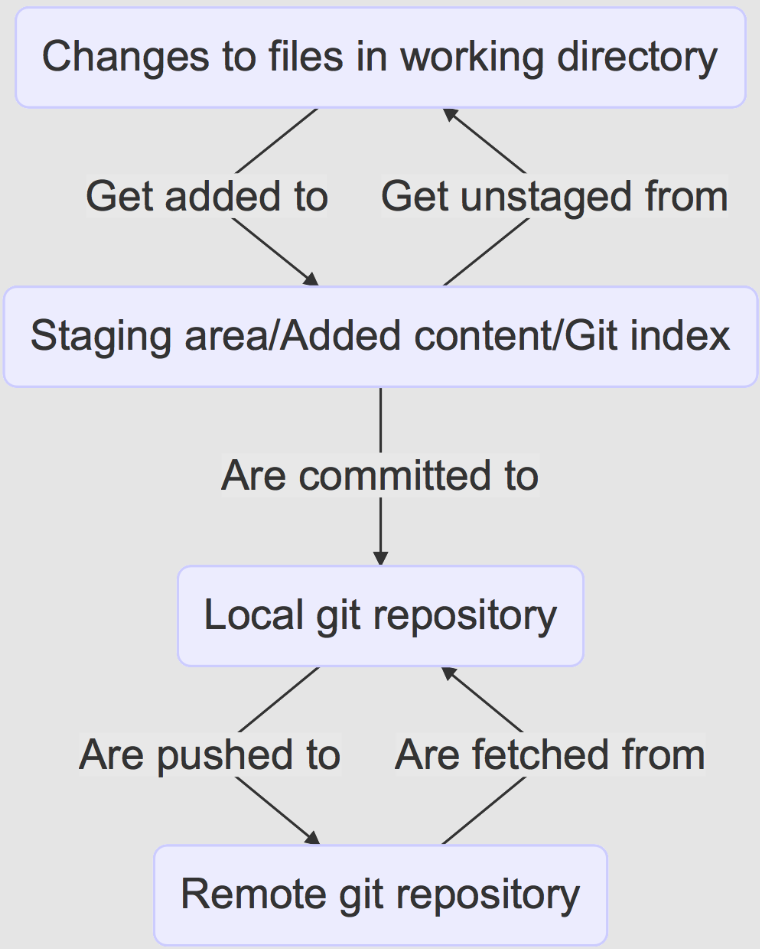 Changes to files in working directory
Get added to
Get unstaged from
Staging area/Added content/Git index
Are committed to
Local git repository
Are pushed to
Are fetched from
Remote git repository